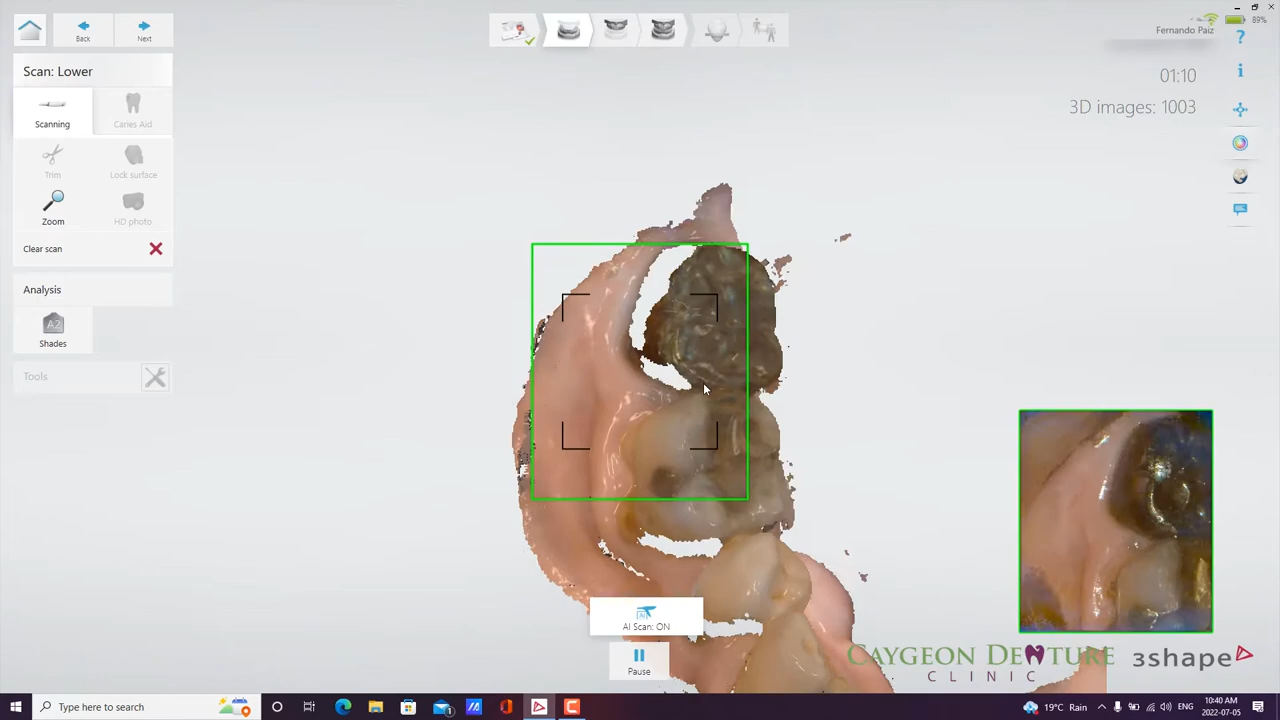 Back
Next
Fernando Paiz
89%
?
i
Scan: Lower
01:10
3D images: 1003
Scanning
Caries Aid
Trim
Lock surface
Zoom
HD photo
Clear scan
Analysis
A2
Shades
Tools
AI
AI Scan: ON
Pause
CAYGEON DENTURE
CLINIC
3shape
Type here to search
19°C Rain
ENG
10:40 AM
2022-07-05